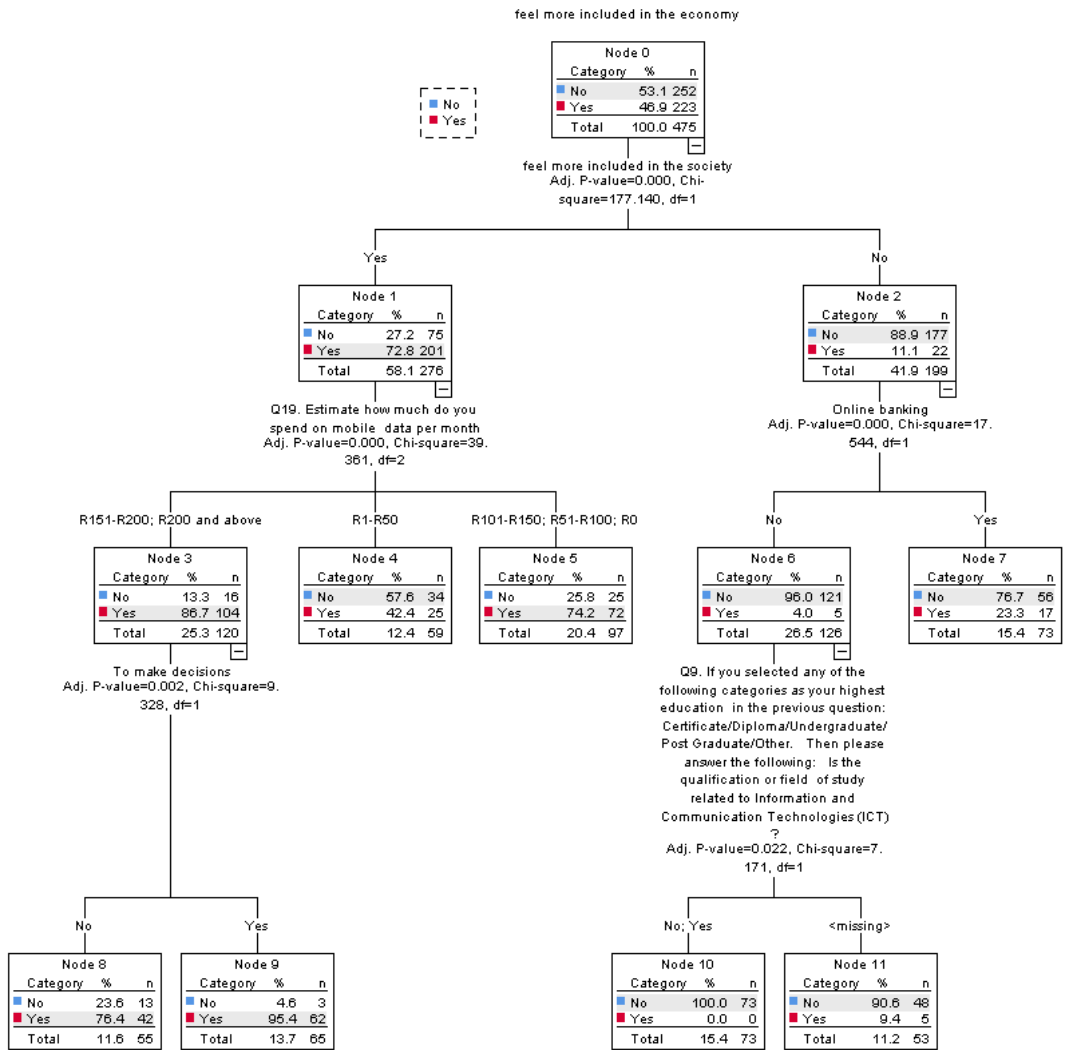 feel more included in the economy
Node 0
Category % n
No 53.1 252
Yes 46.9 223
Total 100.0 475
No
Yes
feel more included in the society
Adj. P-value=0.000, Chi-
square=177.140, df=1
Yes
No
Node 1
Category % n
No 27.2 75
Yes 72.8 201
Total 58.1 276
Node 2
Category % n
No 88.9 177
Yes 11.1 22
Total 41.9 199
Q19. Estimate how much do you
spend on mobile data per month
Adj. P-value=0.000, Chi-square=39.
361, df=2
Online banking
Adj. P-value=0.000, Chi-square=17.
544, df=1
R151-R200; R200 and above
R1-R50
R101-R150; R51-R100; R0
No
Yes
Node 3
Category % n
No 13.3 16
Yes 86.7 104
Total 25.3 120
Node 4
Category % n
No 57.6 34
Yes 42.4 25
Total 12.4 59
Node 5
Category % n
No 25.8 25
Yes 74.2 72
Total 20.4 97
Node 6
Category % n
No 96.0 121
Yes 4.0 5
Total 26.5 126
Node 7
Category % n
No 76.7 56
Yes 23.3 17
Total 15.4 73
To make decisions
Adj. P-value=0.002, Chi-square=9.
328, df=1
Q9. If you selected any of the
following categories as your highest
education in the previous question:
Certificate/Diploma/Undergraduate/
Post Graduate/Other. Then please
answer the following: Is the
qualification or field of study
related to Information and
Communication Technologies (ICT)
?
Adj. P-value=0.022, Chi-square=7.
171, df=1
No
Yes
No; Yes
<missing>
Node 8
Category % n
No 23.6 13
Yes 76.4 42
Total 11.6 55
Node 9
Category % n
No 4.6 3
Yes 95.4 62
Total 13.7 65
Node 10
Category % n
No 100.0 73
Yes 0.0 0
Total 15.4 73
Node 11
Category % n
No 90.6 48
Yes 9.4 5
Total 11.2 53